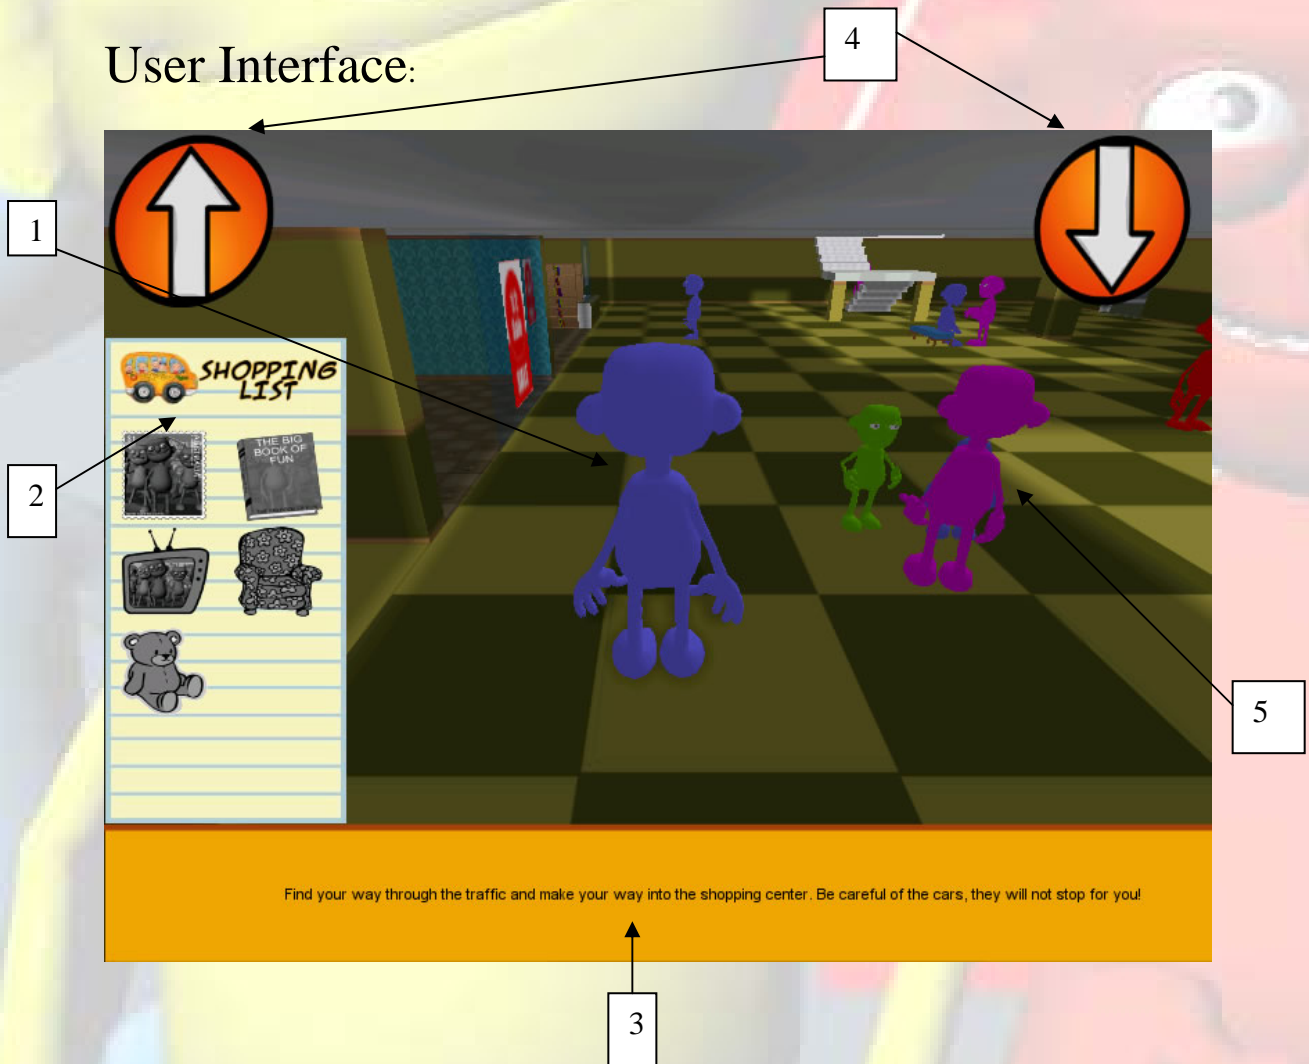 4
User Interface:
1
SHOPPING
LIST
THE BIG
BOOK OF
FUN
2
5
Find your way through the traffic and make your way into the shopping center. Be careful of the cars, they will not stop for you!
3